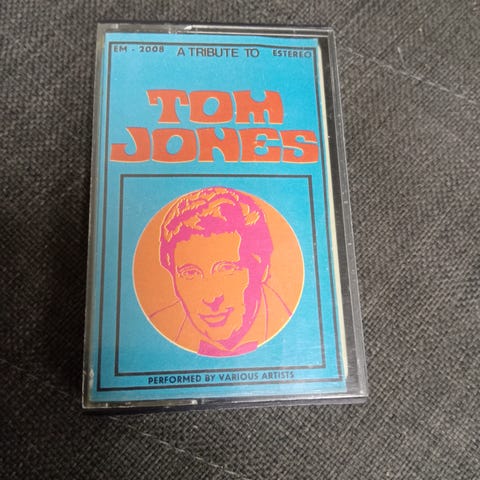 EM - 2008 A TRIBUTE TO ESTEREO
TOM
JONES
PERFORMED BY VARIOUS ARTISTS